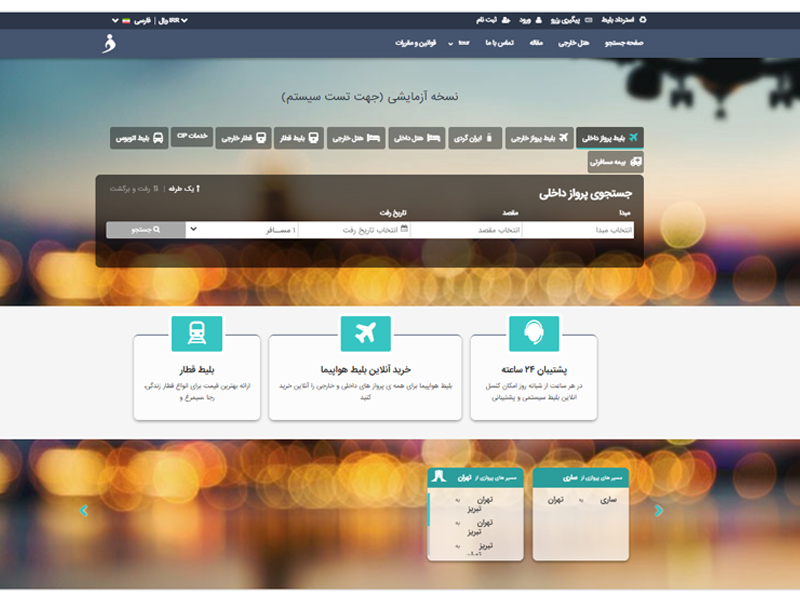 استرداد بلیط پیگیری رزرو ورود ثبت نام
فارسی | IRR ریال
صفحه جستجو هتل خارجی مقاله تماس با ما tour قوانین و مقررات
نسخه آزمایشی (جهت تست سیستم)
بلیط پرواز داخلی بلیط پرواز خارجی ایران گردی هتل داخلی هتل خارجی بلیط قطار قطار خارجی خدمات CIP بلیط اتوبوس
بیمه مسافرتی
جستجوی پرواز داخلی
یک طرفه | رفت و برگشت
مبدا مقصد تاریخ رفت
انتخاب مبدا انتخاب مقصد انتخاب تاریخ رفت ۱ مسـافر جستجو
پشتیبان ۲۴ ساعته
در هر ساعت از شبانه روز امکان کنسل
انلاین بلیط سیستمی و پشتیبانی
خرید آنلاین بلیط هواپیما
بلیط هواپیما برای همه ی پرواز های داخلی و خارجی را آنلاین خرید
کنید
بلیط قطار
ارائه بهترین قیمت برای انواع قطار زندگی،
رجا ،سیمرغ و
مسیر های پروازی از ساری
ساری به تهران
مسیر های پروازی از تهران
تهران به
تبریز
تهران به
تبریز
تبریز به
تهران